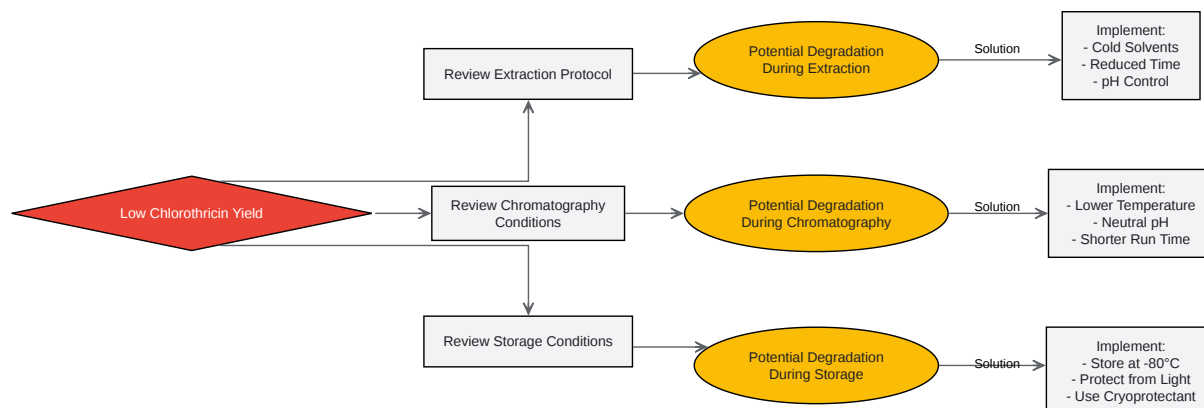 Review Extraction Protocol
Potential Degradation
During Extraction
Solution
Implement:
- Cold Solvents
- Reduced Time
- pH Control
Low Chlorothricin Yield
Review Chromatography
Conditions
Potential Degradation
During Chromatography
Solution
Implement:
- Lower Temperature
- Neutral pH
- Shorter Run Time
Review Storage Conditions
Potential Degradation
During Storage
Solution
Implement:
- Store at -80°C
- Protect from Light
- Use Cryoprotectant